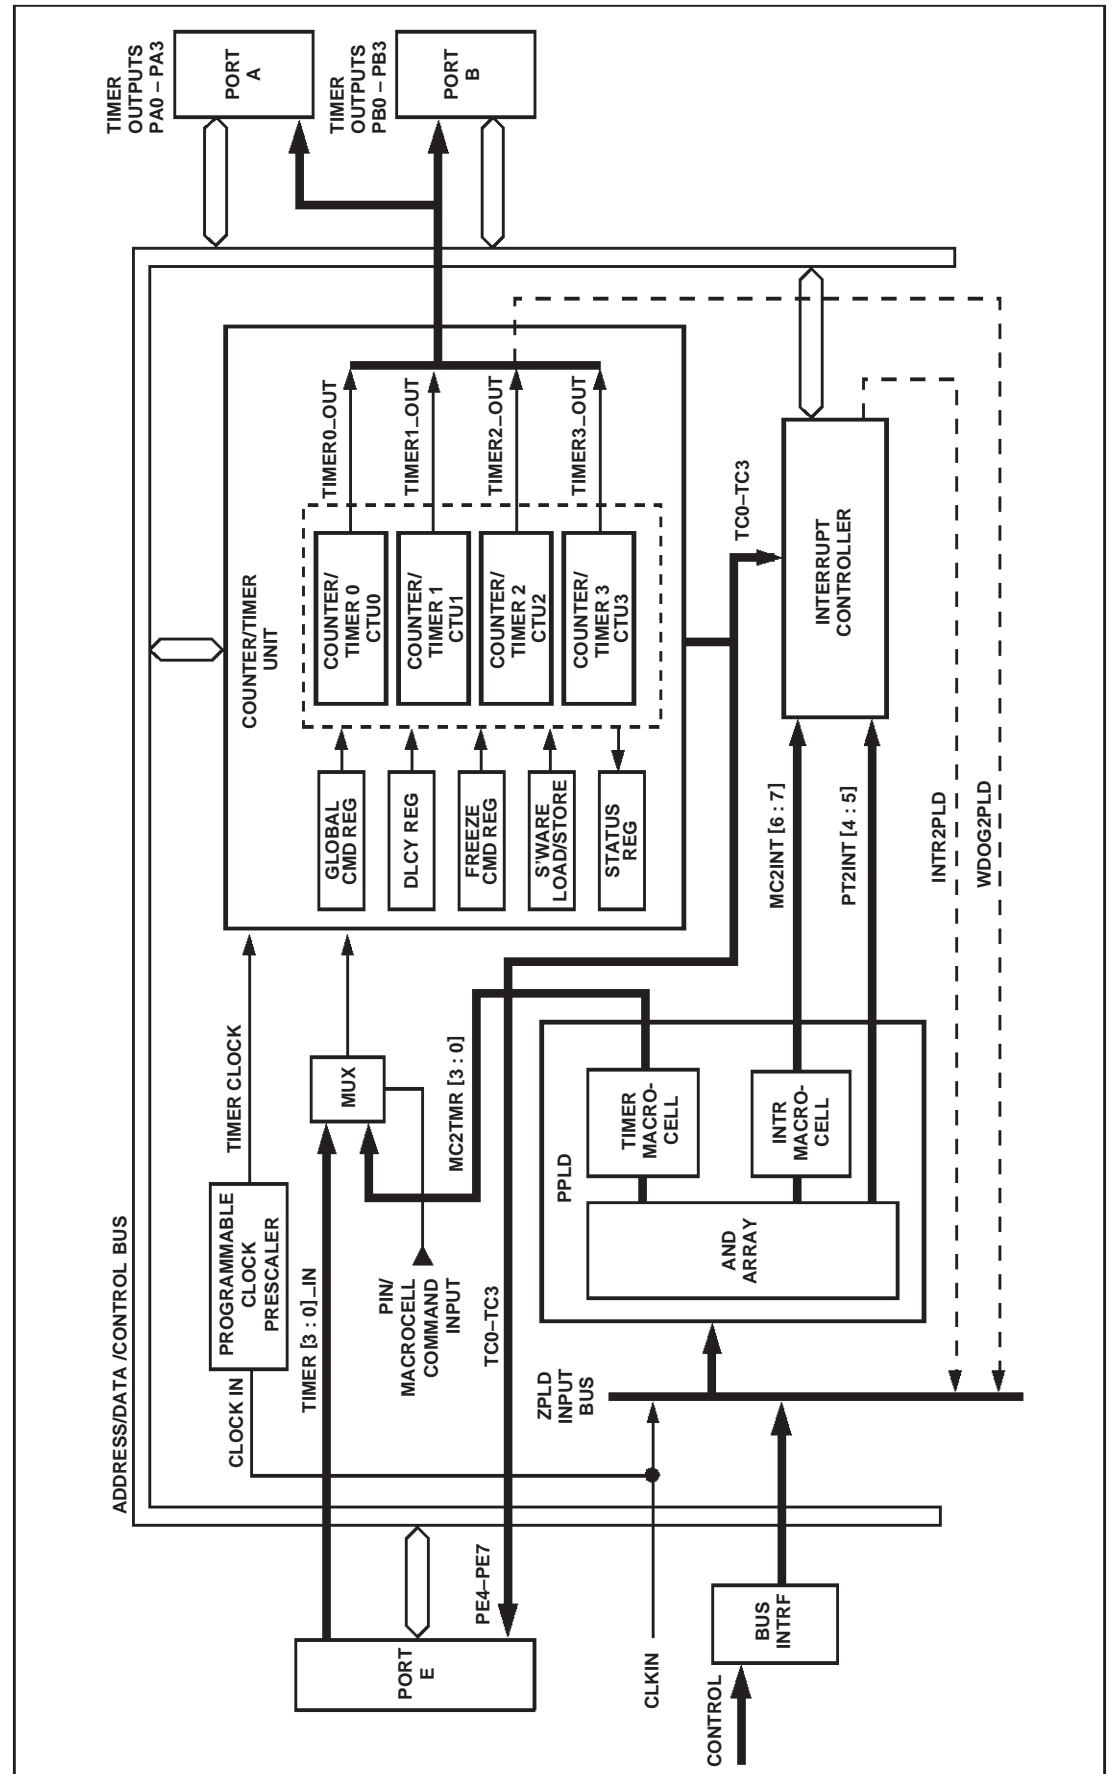 ADDRESS/DATA /CONTROL BUS
PORT
E
PE4–PE7
CLKIN
CONTROL
BUS
INTRF
CLOCK IN
PROGRAMMABLE
CLOCK
PRESCALER
TIMER CLOCK
TIMER [3 : 0]_IN
MUX
PIN/
MACROCELL
COMMAND
INPUT
MC2TMR [3 : 0]
TC0–TC3
ZPLD
INPUT
BUS
PPLD
AND
ARRAY
TIMER
MACRO-
CELL
INTR
MACRO-
CELL
MC2INT [6 : 7]
PT2INT [4 : 5]
INTR2PLD
WDOG2PLD
COUNTER/TIMER
UNIT
GLOBAL
CMD REG
DLCY REG
FREEZE
CMD REG
S'WARE
LOAD/STORE
STATUS
REG
COUNTER/
TIMER 0
CTU0
COUNTER/
TIMER 1
CTU1
COUNTER/
TIMER 2
CTU2
COUNTER/
TIMER 3
CTU3
TIMER0_OUT
TIMER1_OUT
TIMER2_OUT
TIMER3_OUT
TC0–TC3
INTERRUPT
CONTROLLER
TIMER
OUTPUTS
PA0 – PA3
PORT
A
TIMER
OUTPUTS
PB0 – PB3
PORT
B